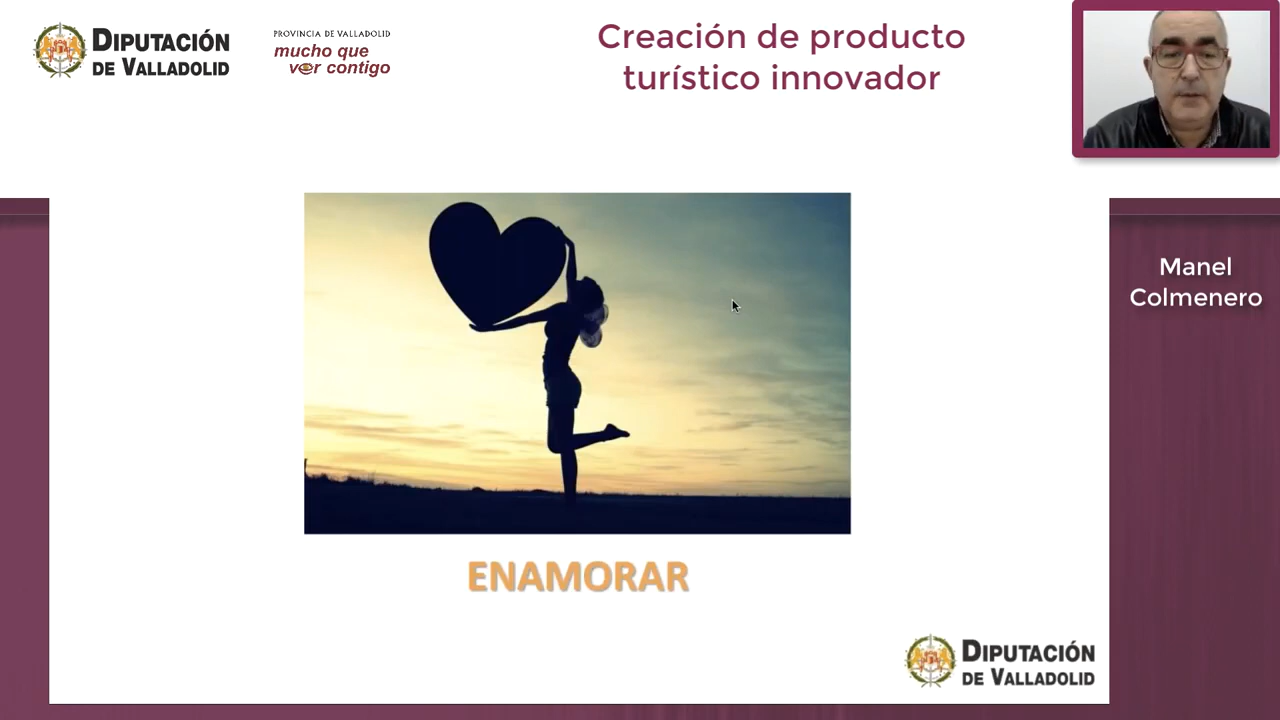 DIPUTACIÓN
DE VALLADOLID
PROVINCIA DE VALLADOLID
mucho que
ver contigo
Creación de producto
turístico innovador
Manel
Colmenero
ENAMORAR
DIPUTACIÓN
DE VALLADOLID